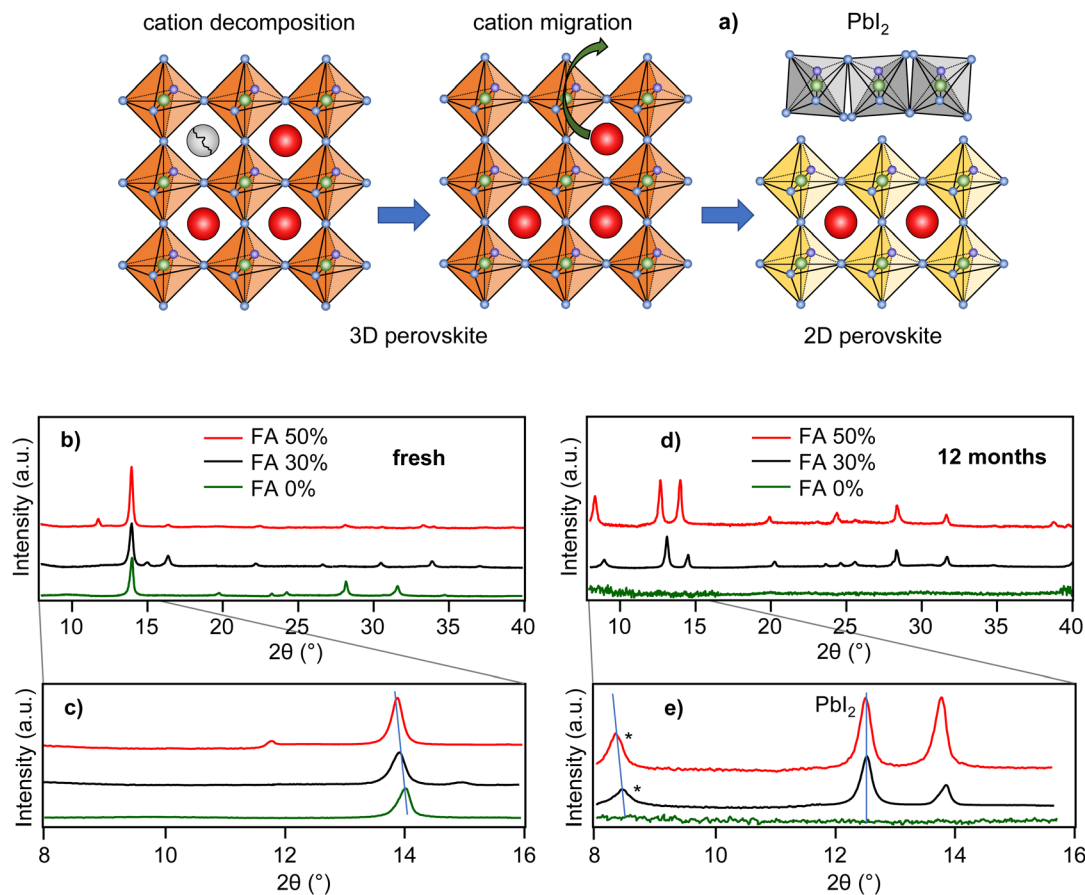 cation decomposition
cation migration
a)
PbI2
3D perovskite
2D perovskite
b)
FA 50%
FA 30%
FA 0%
fresh
Intensity (a.u.)
10
15
20
25
30
35
40
2θ (°)
d)
FA 50%
FA 30%
FA 0%
12 months
Intensity (a.u.)
10
15
20
25
30
35
40
2θ (°)
c)
Intensity (a.u.)
8
10
12
14
16
2θ (°)
e)
PbI2
*
*
Intensity (a.u.)
8
10
12
14
16
2θ (°)